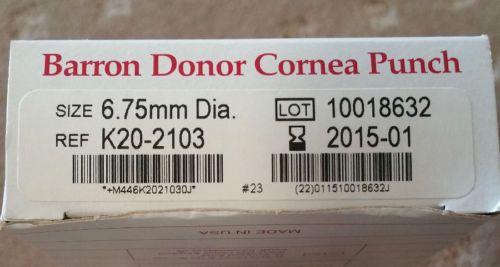 Barron Donor Cornea Punch
SIZE 6.75mm Dia.
LOT 10018632
REF K20-2103
2015-01
*+M446K2021030J*
#23
(22)011510018632J
MADE IN USA